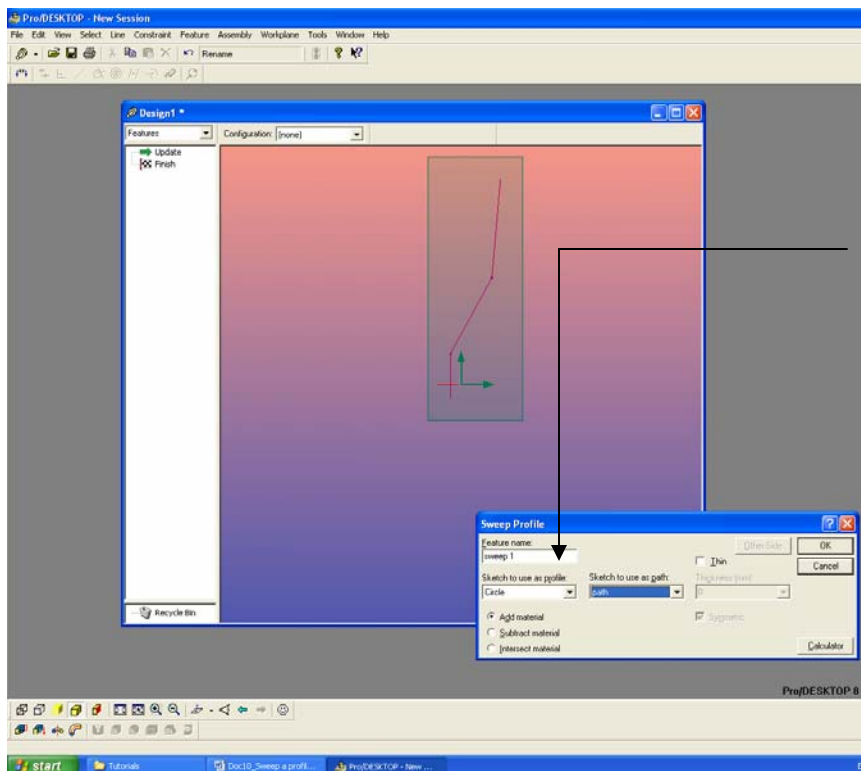 Pro/DESKTOP - New Session
File Edit View Select Line Constraint Feature Assembly Workplane Tools Window Help
Rename
Design1 *
Features
Configuration: (none)
Update
Finish
Recycle Bin
Sweep Profile
Feature name:
sweep 1
Thin
Other Side
OK
Cancel
Sketch to use as profile:
Sketch to use as path:
Thickness (mm)
Circle
path
0
Add material
Symmetric
Subtract material
Intersect material
Calculator
Pro/DESKTOP 8
start
Tutorials
Doc10_Sweep a profil...
Pro/DESKTOP - New ...